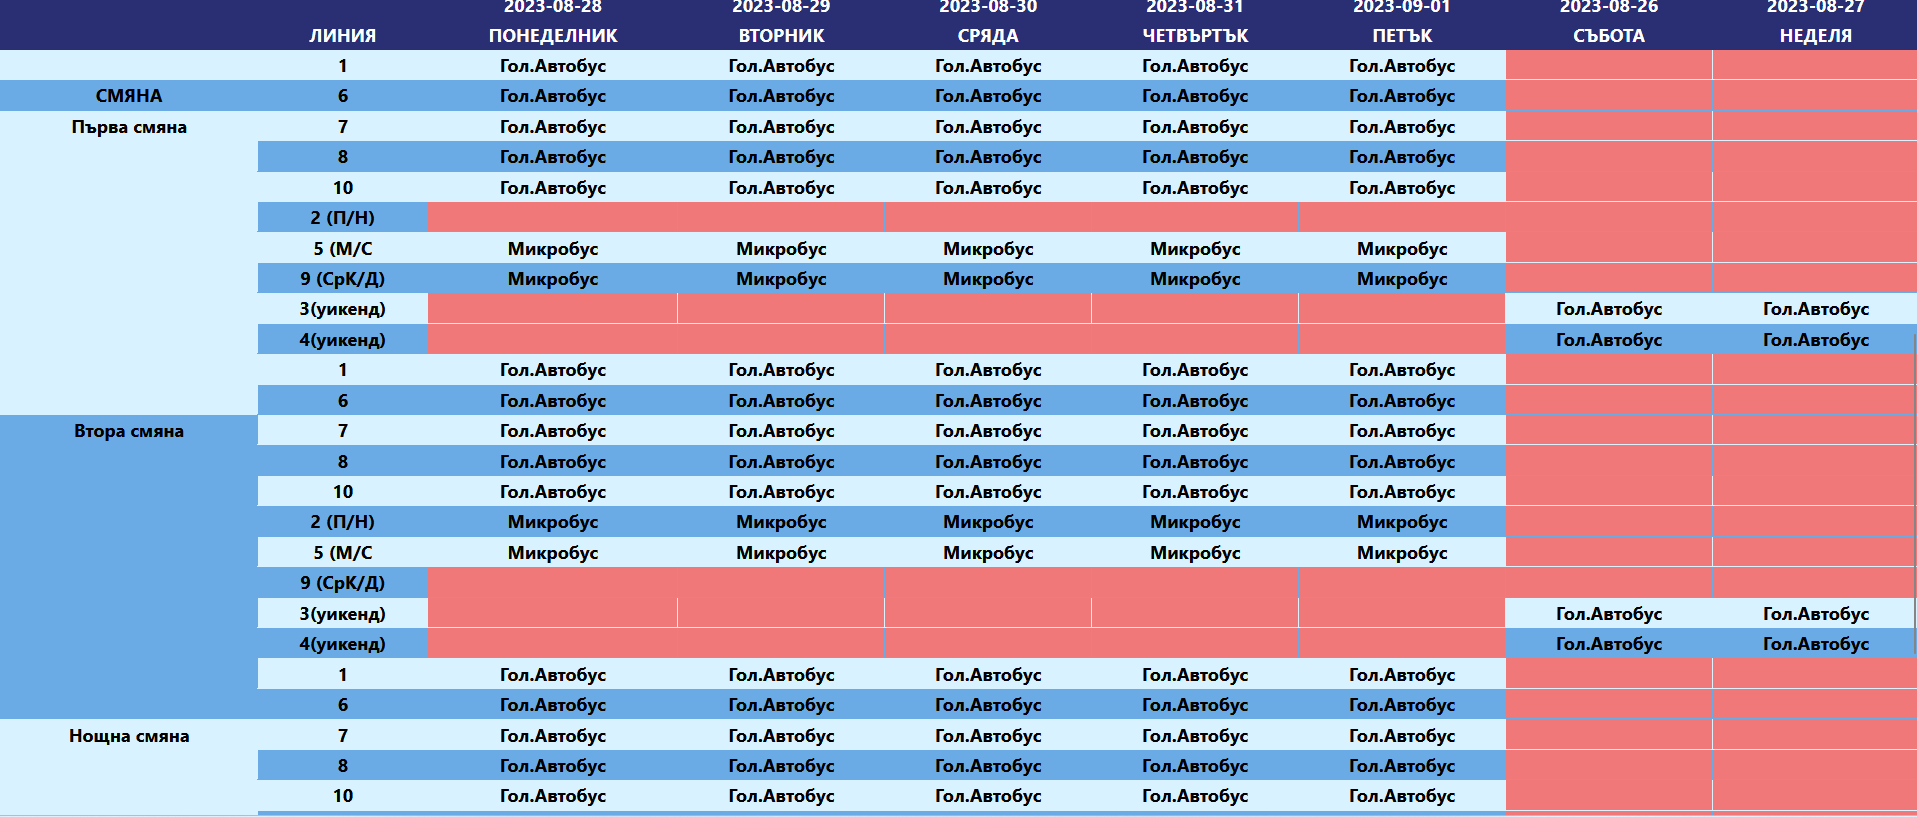 2023-08-28 2023-08-29 2023-08-30 2023-08-31 2023-09-01 2023-08-26 2023-08-27
ЛИНИЯ ПОНЕДЕЛНИК ВТОРНИК СРЯДА ЧЕТВЪРТЪК ПЕТЪК СЪБОТА НЕДЕЛЯ
1 Гол.Автобус Гол.Автобус Гол.Автобус Гол.Автобус Гол.Автобус
СМЯНА 6 Гол.Автобус Гол.Автобус Гол.Автобус Гол.Автобус Гол.Автобус
Първа смяна 7 Гол.Автобус Гол.Автобус Гол.Автобус Гол.Автобус Гол.Автобус
8 Гол.Автобус Гол.Автобус Гол.Автобус Гол.Автобус Гол.Автобус
10 Гол.Автобус Гол.Автобус Гол.Автобус Гол.Автобус Гол.Автобус
2 (П/Н)
5 (М/С Микробус Микробус Микробус Микробус Микробус
9 (СрК/Д) Микробус Микробус Микробус Микробус Микробус
3(уикенд) Гол.Автобус Гол.Автобус
4(уикенд) Гол.Автобус Гол.Автобус
1 Гол.Автобус Гол.Автобус Гол.Автобус Гол.Автобус Гол.Автобус
6 Гол.Автобус Гол.Автобус Гол.Автобус Гол.Автобус Гол.Автобус
Втора смяна 7 Гол.Автобус Гол.Автобус Гол.Автобус Гол.Автобус Гол.Автобус
8 Гол.Автобус Гол.Автобус Гол.Автобус Гол.Автобус Гол.Автобус
10 Гол.Автобус Гол.Автобус Гол.Автобус Гол.Автобус Гол.Автобус
2 (П/Н) Микробус Микробус Микробус Микробус Микробус
5 (М/С Микробус Микробус Микробус Микробус Микробус
9 (СрК/Д)
3(уикенд) Гол.Автобус Гол.Автобус
4(уикенд) Гол.Автобус Гол.Автобус
1 Гол.Автобус Гол.Автобус Гол.Автобус Гол.Автобус Гол.Автобус
6 Гол.Автобус Гол.Автобус Гол.Автобус Гол.Автобус Гол.Автобус
Нощна смяна 7 Гол.Автобус Гол.Автобус Гол.Автобус Гол.Автобус Гол.Автобус
8 Гол.Автобус Гол.Автобус Гол.Автобус Гол.Автобус Гол.Автобус
10 Гол.Автобус Гол.Автобус Гол.Автобус Гол.Автобус Гол.Автобус